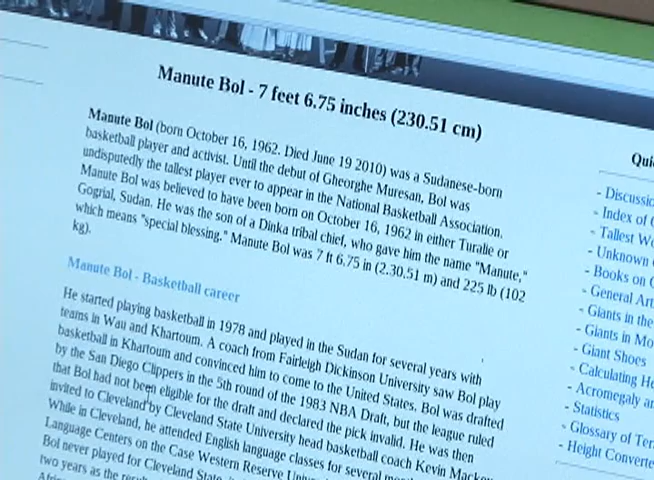 Manute Bol - 7 feet 6.75 inches (230.51 cm)
Manute Bol (born October 16, 1962. Died June 19 2010) was a Sudanese-born
basketball player and activist. Until the debut of Gheorghe Muresan, Bol was
undisputedly the tallest player ever to appear in the National Basketball Association.
Manute Bol was believed to have been born on October 16, 1962 in either Turalie or
Gogrial, Sudan. He was the son of a Dinka tribal chief, who gave him the name "Manute,"
which means "special blessing." Manute Bol was 7 ft 6.75 in (2.30.51 m) and 225 lb (102
kg).
Manute Bol - Basketball career
He started playing basketball in 1978 and played in the Sudan for several years with
teams in Wau and Khartoum. A coach from Fairleigh Dickinson University saw Bol play
basketball in Khartoum and convinced him to come to the United States. Bol was drafted
by the San Diego Clippers in the 5th round of the 1983 NBA Draft, but the league ruled
that Bol had not been eligible for the draft and declared the pick invalid. He was then
invited to Cleveland by Cleveland State University head basketball coach Kevin Mackey.
While in Cleveland, he attended English language classes for several
Language Centers on the Case Western Reserve
Bol never played for Cleveland State
two years as the
Qui
- Discussio
- Index of
- Tallest Wo
- Unknown
- Books on
- General Art
- Giants in the
- Giants in Mo
- Giant Shoes
- Calculating He
- Acromegaly an
- Statistics
- Glossary of Ter
- Height Converte